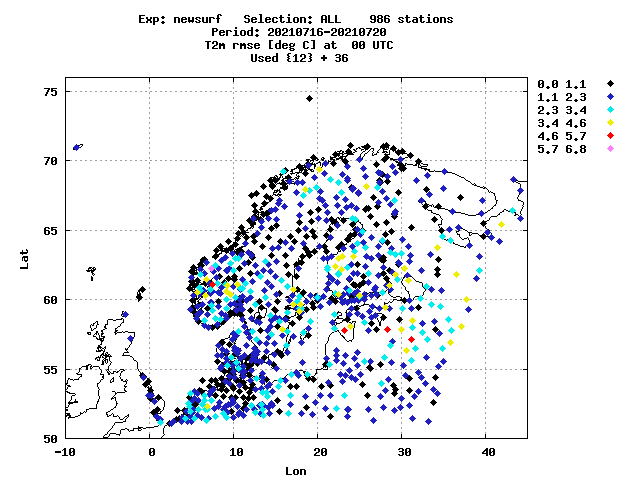 Exp: newsurf   Selection: ALL    986 stations
Period: 20210716-20210720
T2m rmse [deg C] at  00 UTC
Used {12} + 36
0.0 1.1
1.1 2.3
2.3 3.4
3.4 4.6
4.6 5.7
5.7 6.8
75
70
65
60
55
50
Lat
-10 0 10 20 30 40
Lon